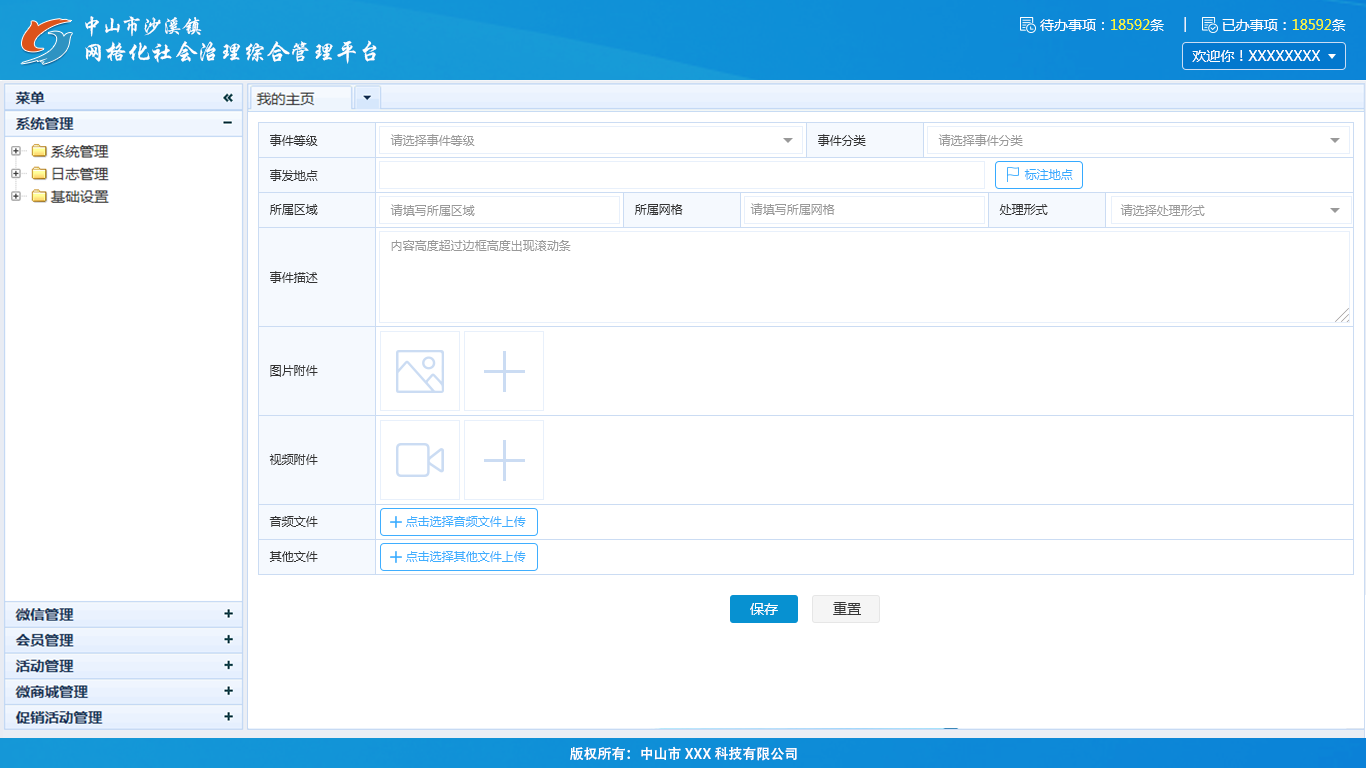 中山市沙溪镇
网格化社会治理综合管理平台
待办事项：18592条 | 已办事项：18592条
欢迎你！XXXXXXXX
菜单
系统管理
系统管理
日志管理
基础设置
微信管理
会员管理
活动管理
微商城管理
促销活动管理
我的主页
事件等级 请选择事件等级 事件分类 请选择事件分类
事发地点 标注地点
所属区域 请填写所属区域 所属网格 请填写所属网格 处理形式 请选择处理形式
事件描述 内容高度超过边框高度出现滚动条
图片附件
视频附件
音频文件 点击选择音频文件上传
其他文件 点击选择其他文件上传
保存 重置
版权所有：中山市 XXX 科技有限公司